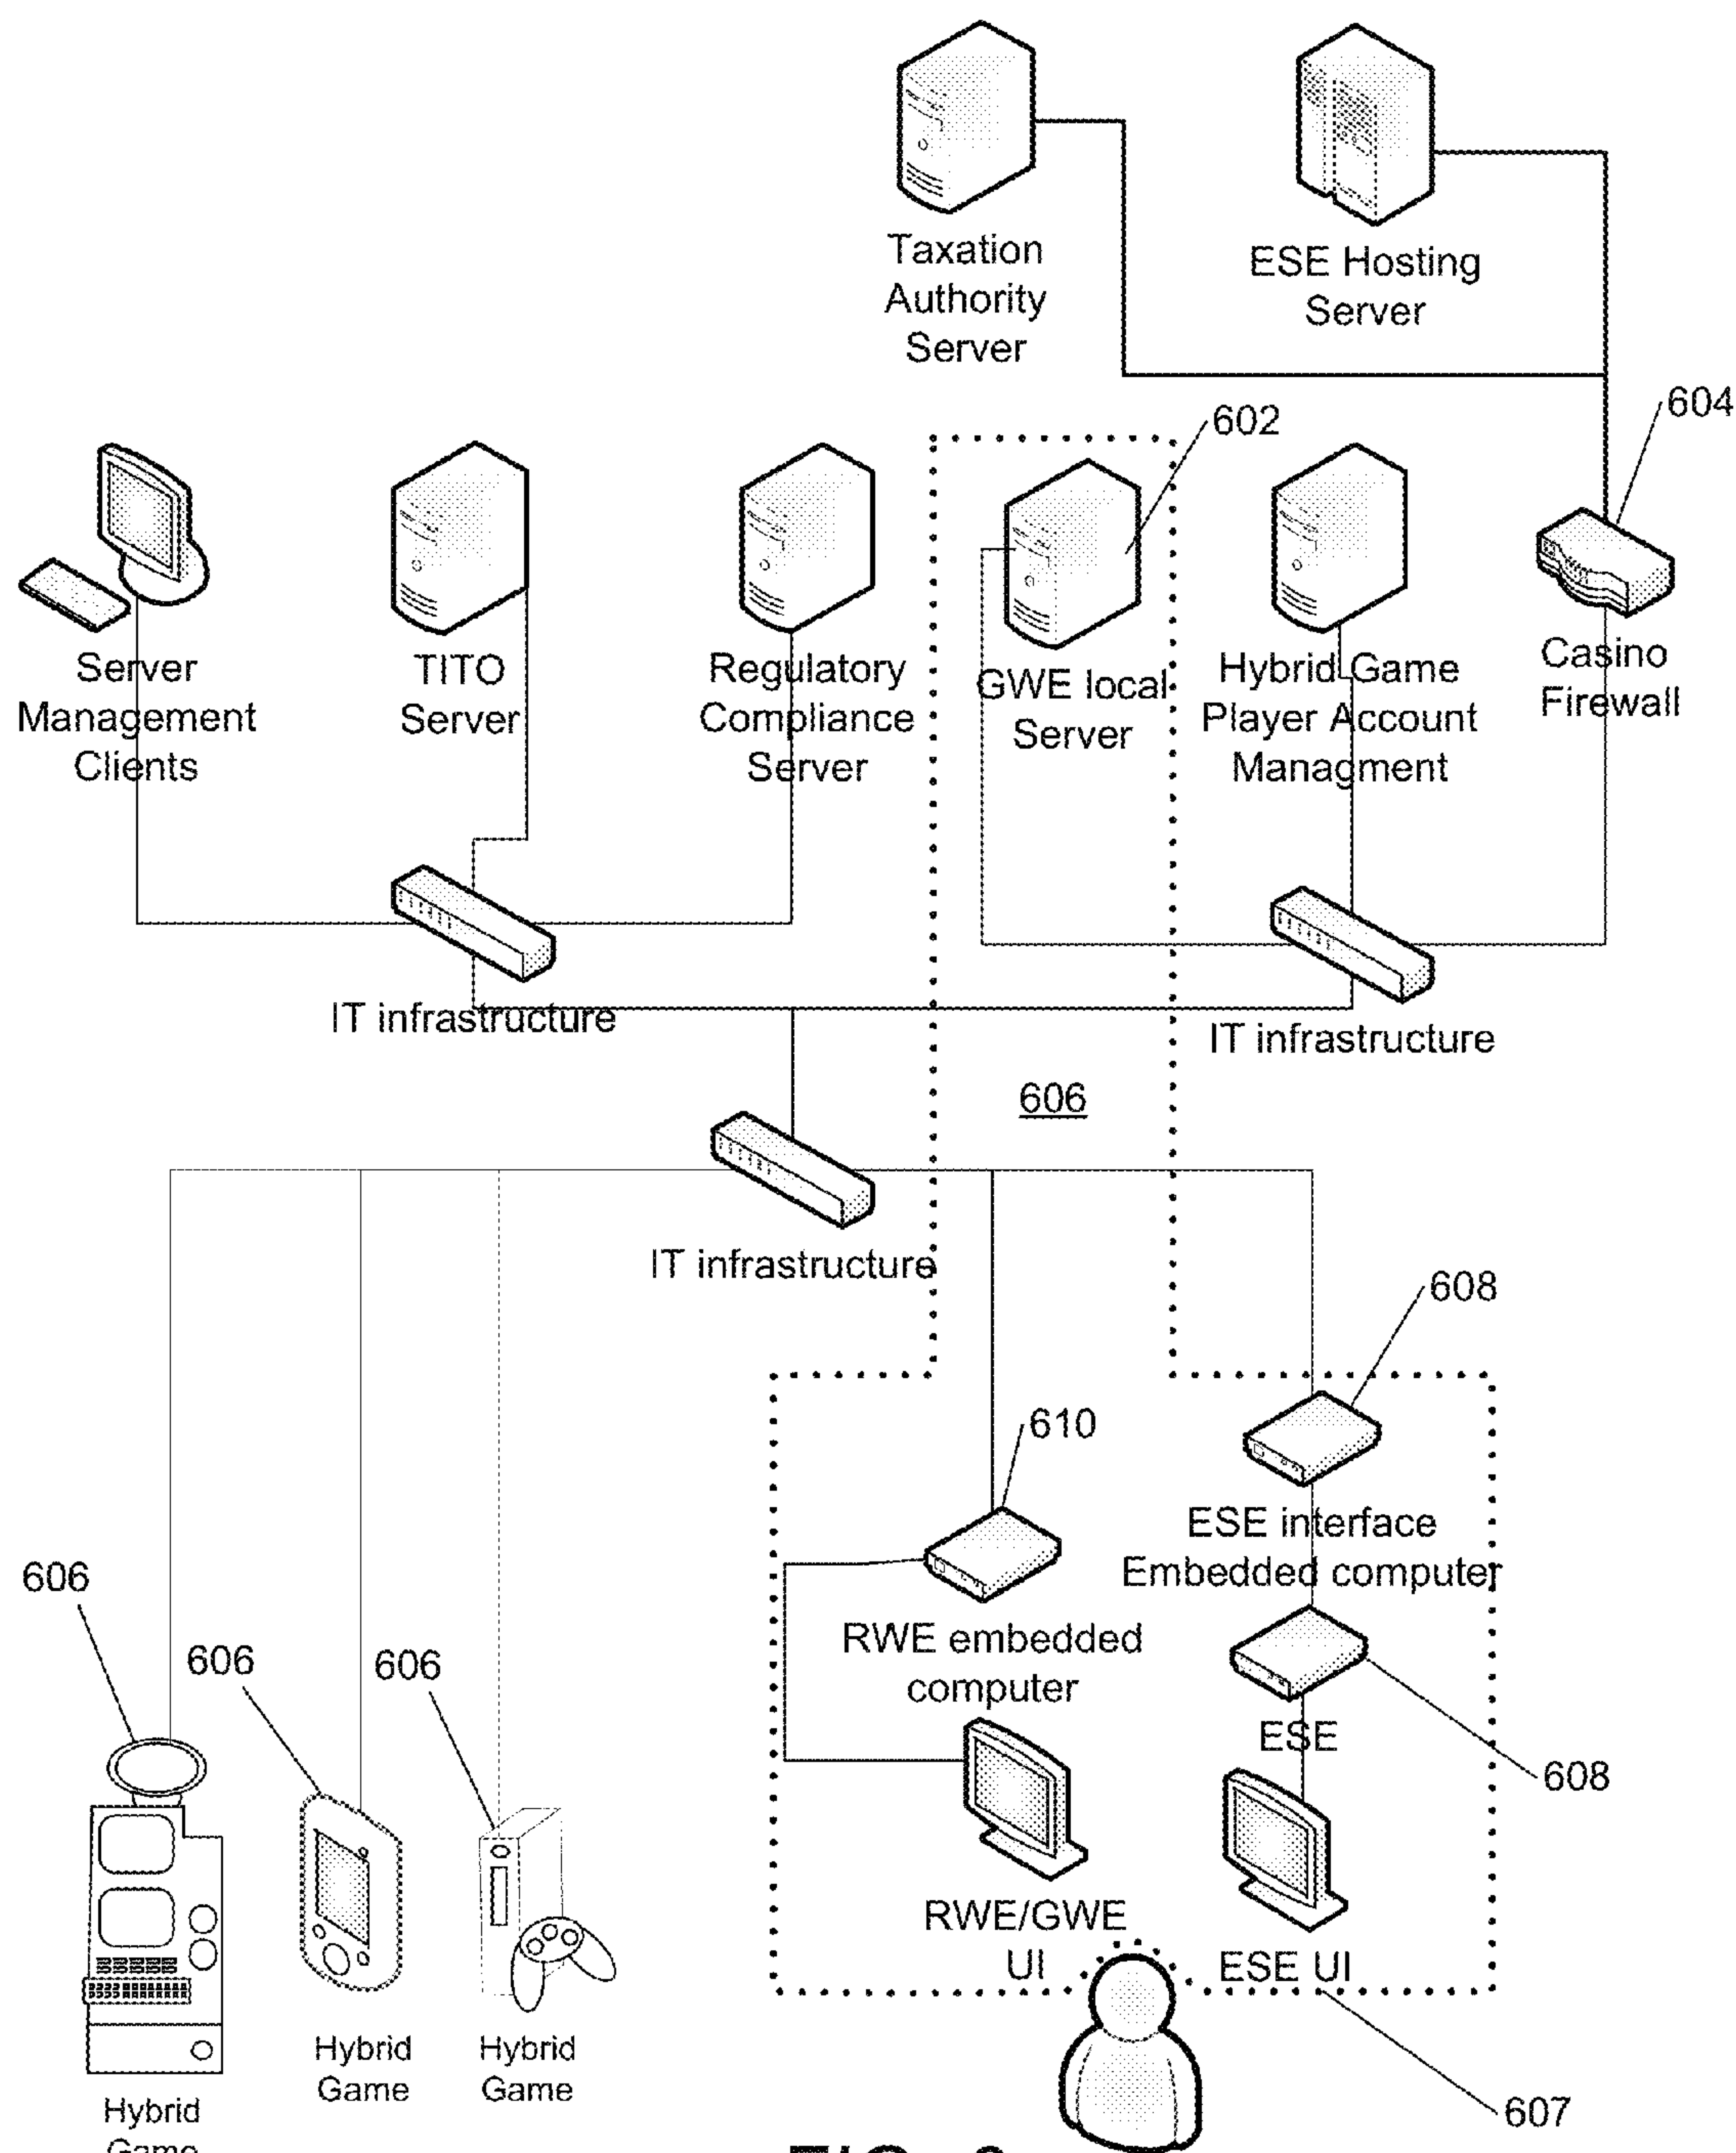 Taxation
Authority
Server
ESE Hosting
Server
604
602
Server
Management
Clients
TITO
Server
Regulatory
Compliance
Server
GWE local
Server
Hybrid Game
Player Account
Managment
Casino
Firewall
IT infrastructure
IT infrastructure
606
IT infrastructure
608
610
ESE interface
Embedded computer
606
606
606
RWE embedded
computer
ESE
608
RWE/GWE
UI
ESE UI
Hybrid
Game
Hybrid
Game
Hybrid
Game
607